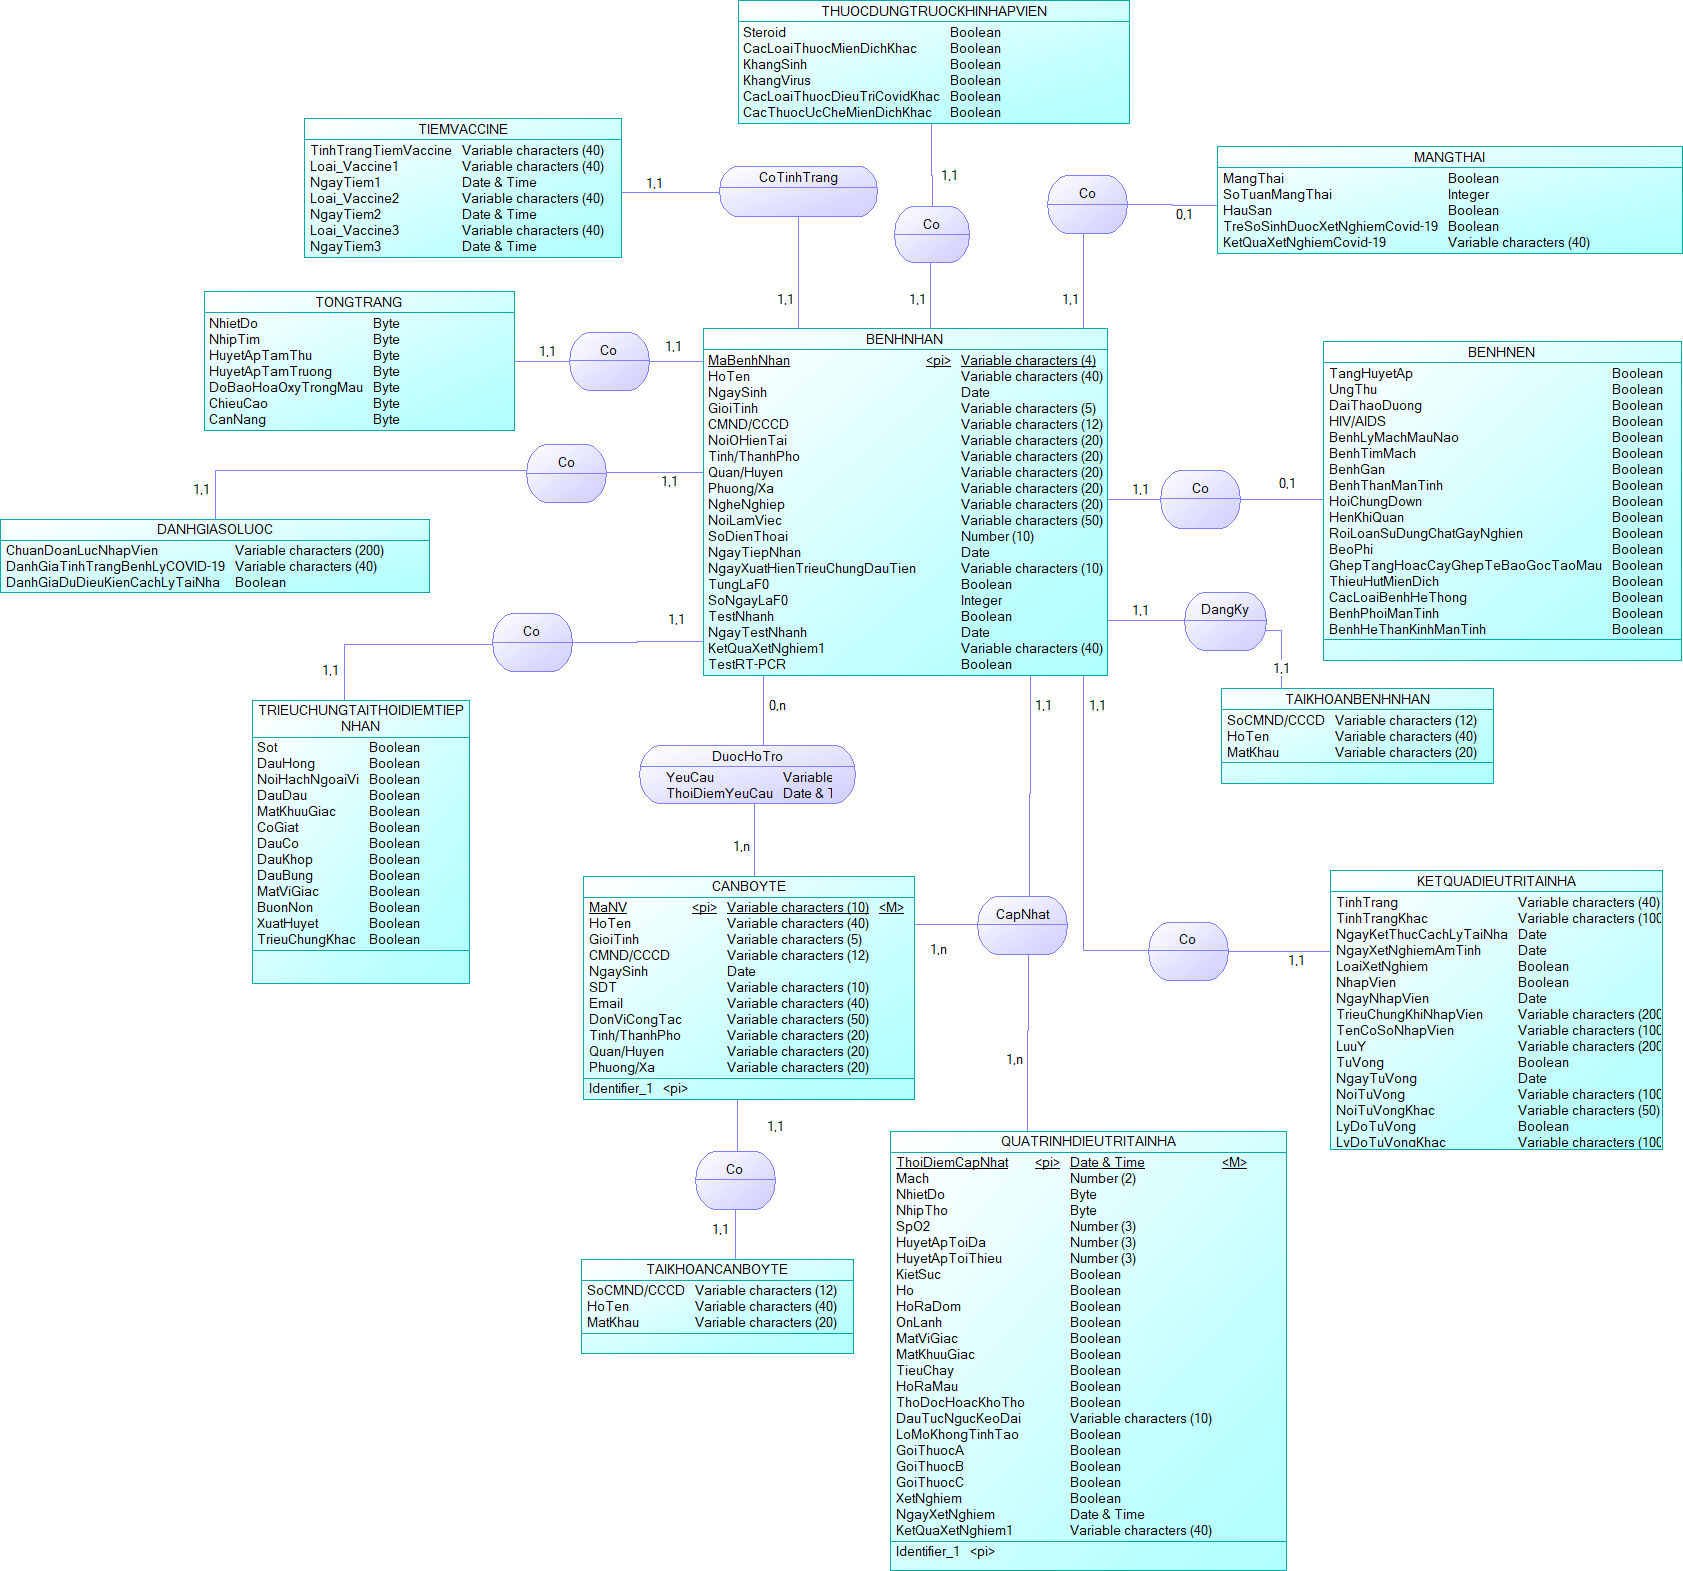 THUOCDUNGTRUOCKHINHAPVIEN
Steroid Boolean
CacLoaiThuocMienDichKhac Boolean
KhangSinh Boolean
KhangVirus Boolean
CacLoaiThuocDieuTriCovidKhac Boolean
CacThuocUcCheMienDichKhac Boolean
TIEMVACCINE
TinhTrangTiemVaccine Variable characters (40)
Loai_Vaccine1 Variable characters (40)
NgayTiem1 Date & Time
Loai_Vaccine2 Variable characters (40)
NgayTiem2 Date & Time
Loai_Vaccine3 Variable characters (40)
NgayTiem3 Date & Time
1,1
CoTinhTrang
1,1
1,1
Co
1,1
Co
0,1
1,1
MANGTHAI
MangThai Boolean
SoTuanMangThai Integer
HauSan Boolean
TreSoSinhDuocXetNghiemCovid-19 Boolean
KetQuaXetNghiemCovid-19 Variable characters (40)
TONGTRANG
NhietDo Byte
NhipTim Byte
HuyetApTamThu Byte
HuyetApTamTruong Byte
DoBaoHoaOxyTrongMau Byte
ChieuCao Byte
CanNang Byte
1,1
Co
1,1
BENHNHAN
MaBenhNhan <pi> Variable characters (4)
HoTen Variable characters (40)
NgaySinh Date
GioiTinh Variable characters (5)
CMND/CCCD Variable characters (12)
NoiOHienTai Variable characters (20)
Tinh/ThanhPho Variable characters (20)
Quan/Huyen Variable characters (20)
Phuong/Xa Variable characters (20)
NgheNghiep Variable characters (20)
NoiLamViec Variable characters (50)
SoDienThoai Number (10)
NgayTiepNhan Date
NgayXuatHienTrieuChungDauTien Variable characters (10)
TungLaF0 Boolean
SoNgayLaF0 Integer
TestNhanh Boolean
NgayTestNhanh Date
KetQuaXetNghiem1 Variable characters (40)
TestRT-PCR Boolean
BENHNEN
TangHuyetAp Boolean
UngThu Boolean
DaiThaoDuong Boolean
HIV/AIDS Boolean
BenhLyMachMauNao Boolean
BenhTimMach Boolean
BenhGan Boolean
BenhThanManTinh Boolean
HoiChungDown Boolean
HenKhiQuan Boolean
RoiLoanSuDungChatGayNghien Boolean
BeoPhi Boolean
GhepTangHoacCayGhepTeBaoGocTaoMau Boolean
ThieuHutMienDich Boolean
CacLoaiBenhHeThong Boolean
BenhPhoiManTinh Boolean
BenhHeThanKinhManTinh Boolean
1,1
Co
0,1
Co
1,1
1,1
DANHGIASOLUOC
ChuanDoanLucNhapVien Variable characters (200)
DanhGiaTinhTrangBenhLyCOVID-19 Variable characters (40)
DanhGiaDuDieuKienCachLyTaiNha Boolean
1,1
DangKy
1,1
Co
1,1
1,1
TAIKHOANBENHNHAN
SoCMND/CCCD Variable characters (12)
HoTen Variable characters (40)
MatKhau Variable characters (20)
TRIEUCHUNGTAITHOIDIEMTIEP
NHAN
Sot Boolean
DauHong Boolean
NoiHachNgoaiVi Boolean
DauDau Boolean
MatKhuuGiac Boolean
CoGiat Boolean
DauCo Boolean
DauKhop Boolean
DauBung Boolean
MatViGiac Boolean
BuonNon Boolean
XuatHuyet Boolean
TrieuChungKhac Boolean
0,n
1,1
1,1
DuocHoTro
YeuCau Variable
ThoiDiemYeuCau Date & T
1,n
CANBOYTE
MaNV <pi> Variable characters (10) <M>
HoTen Variable characters (40)
GioiTinh Variable characters (5)
CMND/CCCD Variable characters (12)
NgaySinh Date
SDT Variable characters (10)
Email Variable characters (40)
DonViCongTac Variable characters (50)
Tinh/ThanhPho Variable characters (20)
Quan/Huyen Variable characters (20)
Phuong/Xa Variable characters (20)
Identifier_1 <pi>
CapNhat
1,n
1,n
Co
1,1
KETQUADIEUTRITAINHA
TinhTrang Variable characters (40)
TinhTrangKhac Variable characters (100
NgayKetThucCachLyTaiNha Date
NgayXetNghiemAmTinh Date
LoaiXetNghiem Boolean
NhapVien Boolean
NgayNhapVien Date
TrieuChungKhiNhapVien Variable characters (200
TenCoSoNhapVien Variable characters (100
LuuY Variable characters (200
TuVong Boolean
NgayTuVong Date
NoiTuVong Variable characters (100
NoiTuVongKhac Variable characters (50)
LyDoTuVong Boolean
LyDoTuVongKhac Variable characters (100
1,1
Co
1,1
TAIKHOANCANBOYTE
SoCMND/CCCD Variable characters (12)
HoTen Variable characters (40)
MatKhau Variable characters (20)
QUATRINHDIEUTRITAINHA
ThoiDiemCapNhat <pi> Date & Time <M>
Mach Number (2)
NhietDo Byte
NhipTho Byte
SpO2 Number (3)
HuyetApToiDa Number (3)
HuyetApToiThieu Number (3)
KietSuc Boolean
Ho Boolean
HoRaDom Boolean
OnLanh Boolean
MatViGiac Boolean
MatKhuuGiac Boolean
TieuChay Boolean
HoRaMau Boolean
ThoDocHoacKhoTho Boolean
DauTucNgucKeoDai Variable characters (10)
LoMoKhongTinhTao Boolean
GoiThuocA Boolean
GoiThuocB Boolean
GoiThuocC Boolean
XetNghiem Boolean
NgayXetNghiem Date & Time
KetQuaXetNghiem1 Variable characters (40)
Identifier_1 <pi>